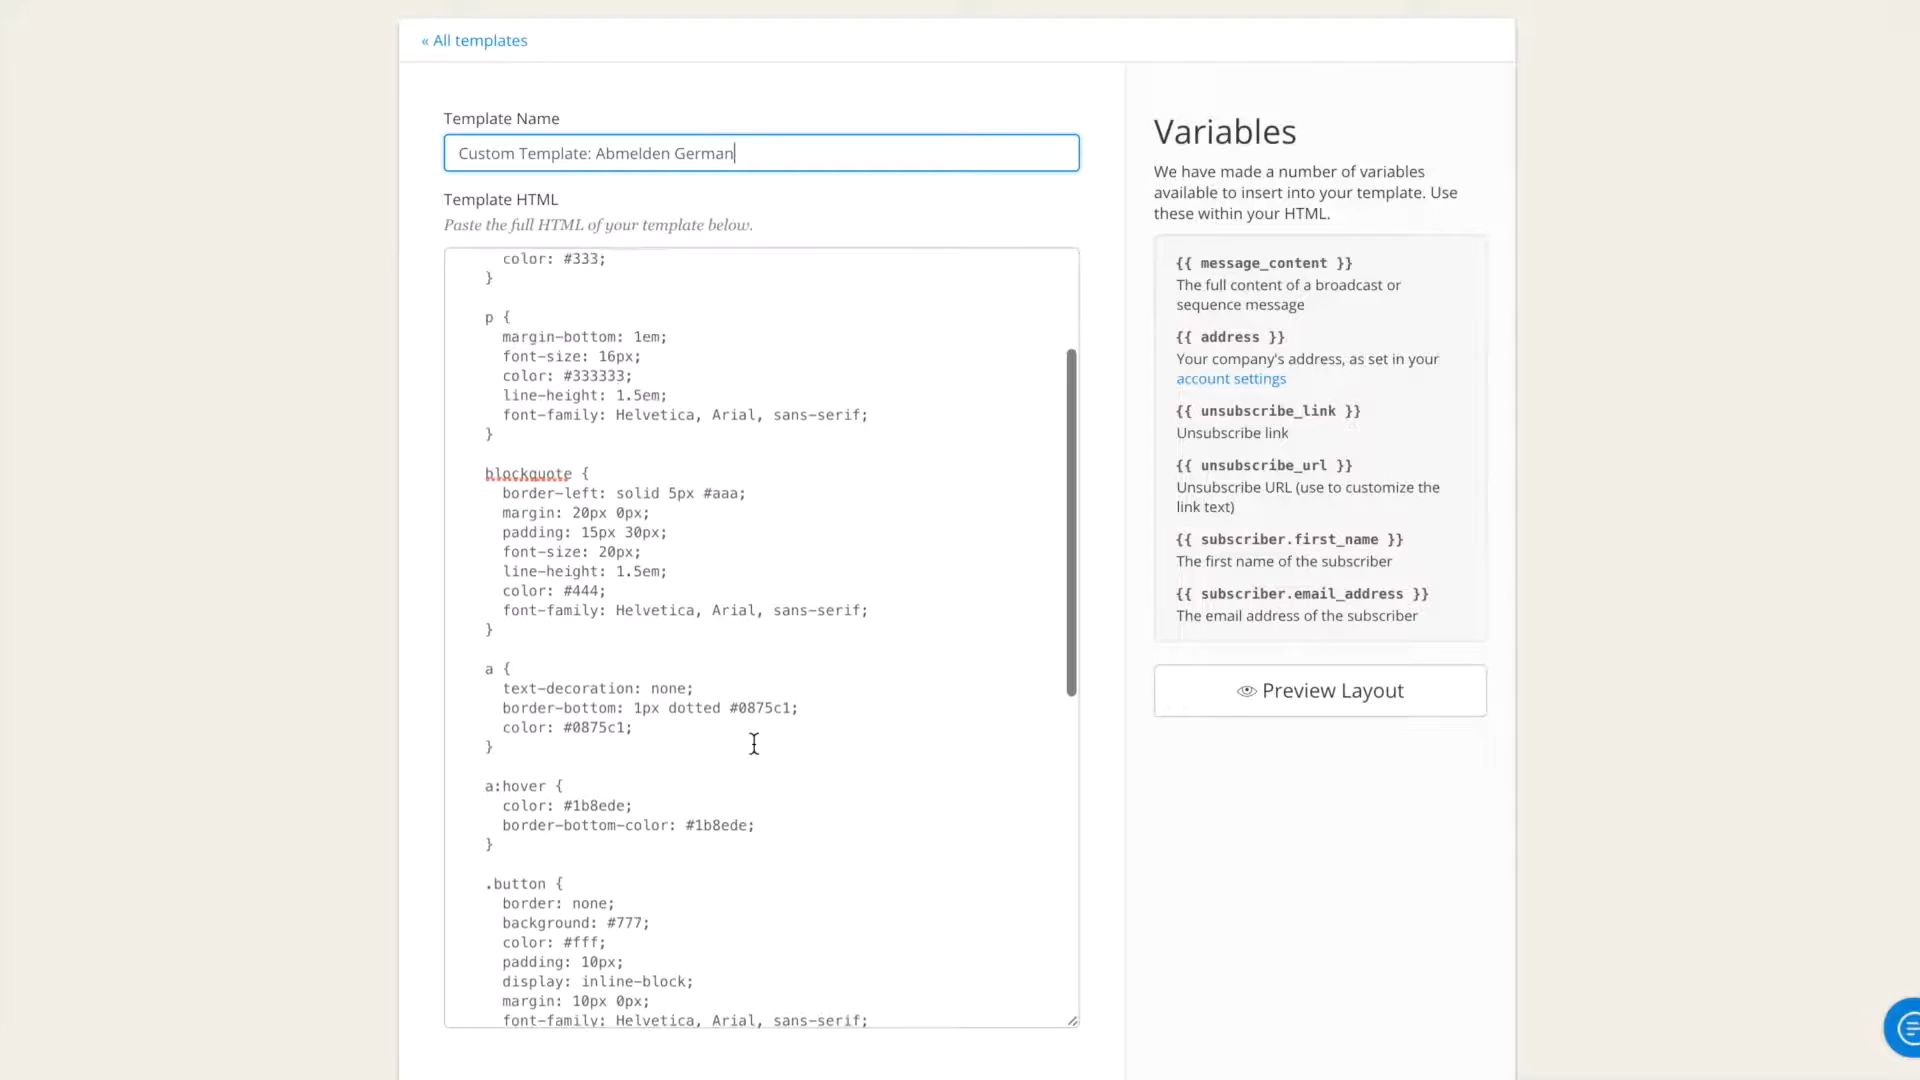 « All templates
Template Name
Custom Template: Abmelden German
Template HTML
Paste the full HTML of your template below.
color: #333;
}
p {
margin-bottom: 1em;
font-size: 16px;
color: #333333;
line-height: 1.5em;
font-family: Helvetica, Arial, sans-serif;
}
blockquote {
border-left: solid 5px #aaa;
margin: 20px 0px;
padding: 15px 30px;
font-size: 20px;
line-height: 1.5em;
color: #444;
font-family: Helvetica, Arial, sans-serif;
}
a {
text-decoration: none;
border-bottom: 1px dotted #0875c1;
color: #0875c1;
}
a:hover {
color: #1b8ede;
border-bottom-color: #1b8ede;
}
.button {
border: none;
background: #777;
color: #fff;
padding: 10px;
display: inline-block;
margin: 10px 0px;
font-family: Helvetica, Arial, sans-serif;
Variables
We have made a number of variables
available to insert into your template. Use
these within your HTML.
{{ message_content }}
The full content of a broadcast or
sequence message
{{ address }}
Your company's address, as set in your
account settings
{{ unsubscribe_link }}
Unsubscribe link
{{ unsubscribe_url }}
Unsubscribe URL (use to customize the
link text)
{{ subscriber.first_name }}
The first name of the subscriber
{{ subscriber.email_address }}
The email address of the subscriber
Preview Layout